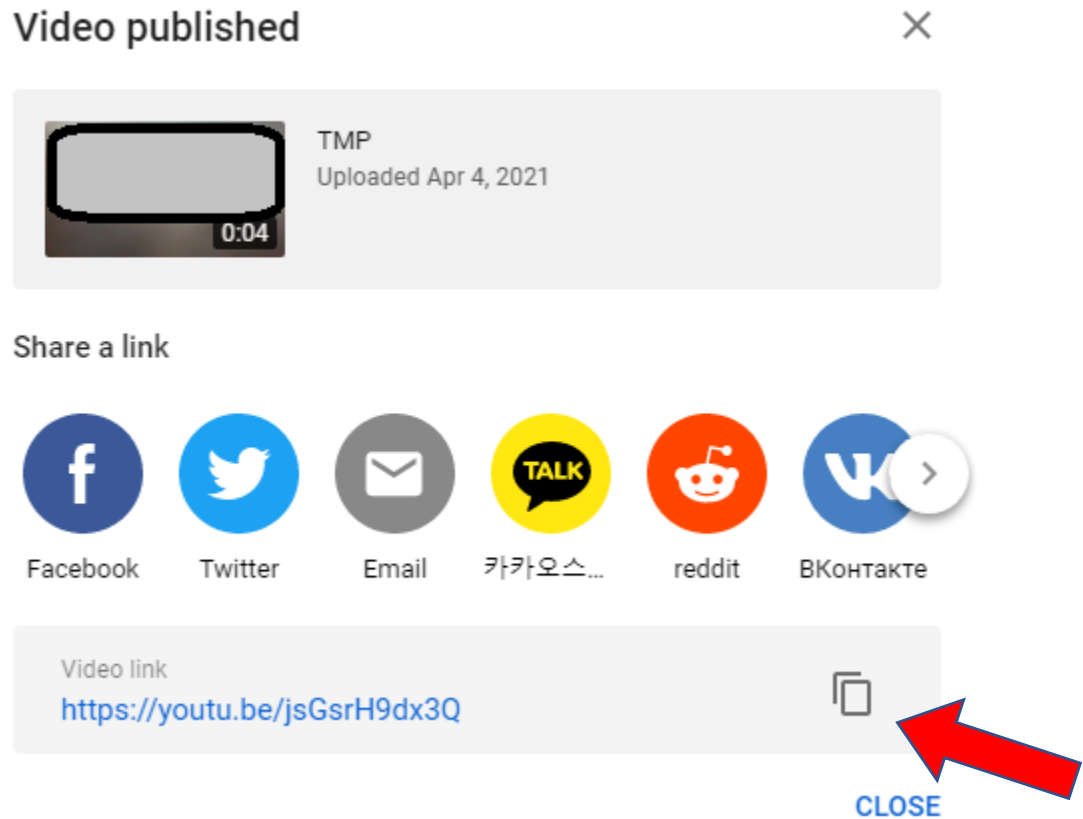 Video published
TMP
Uploaded Apr 4, 2021
0:04
Share a link
TALK
Facebook
Twitter
Email
카카오스...
reddit
ВКонтакте
Video link
https://youtu.be/jsGsrH9dx3Q
CLOSE